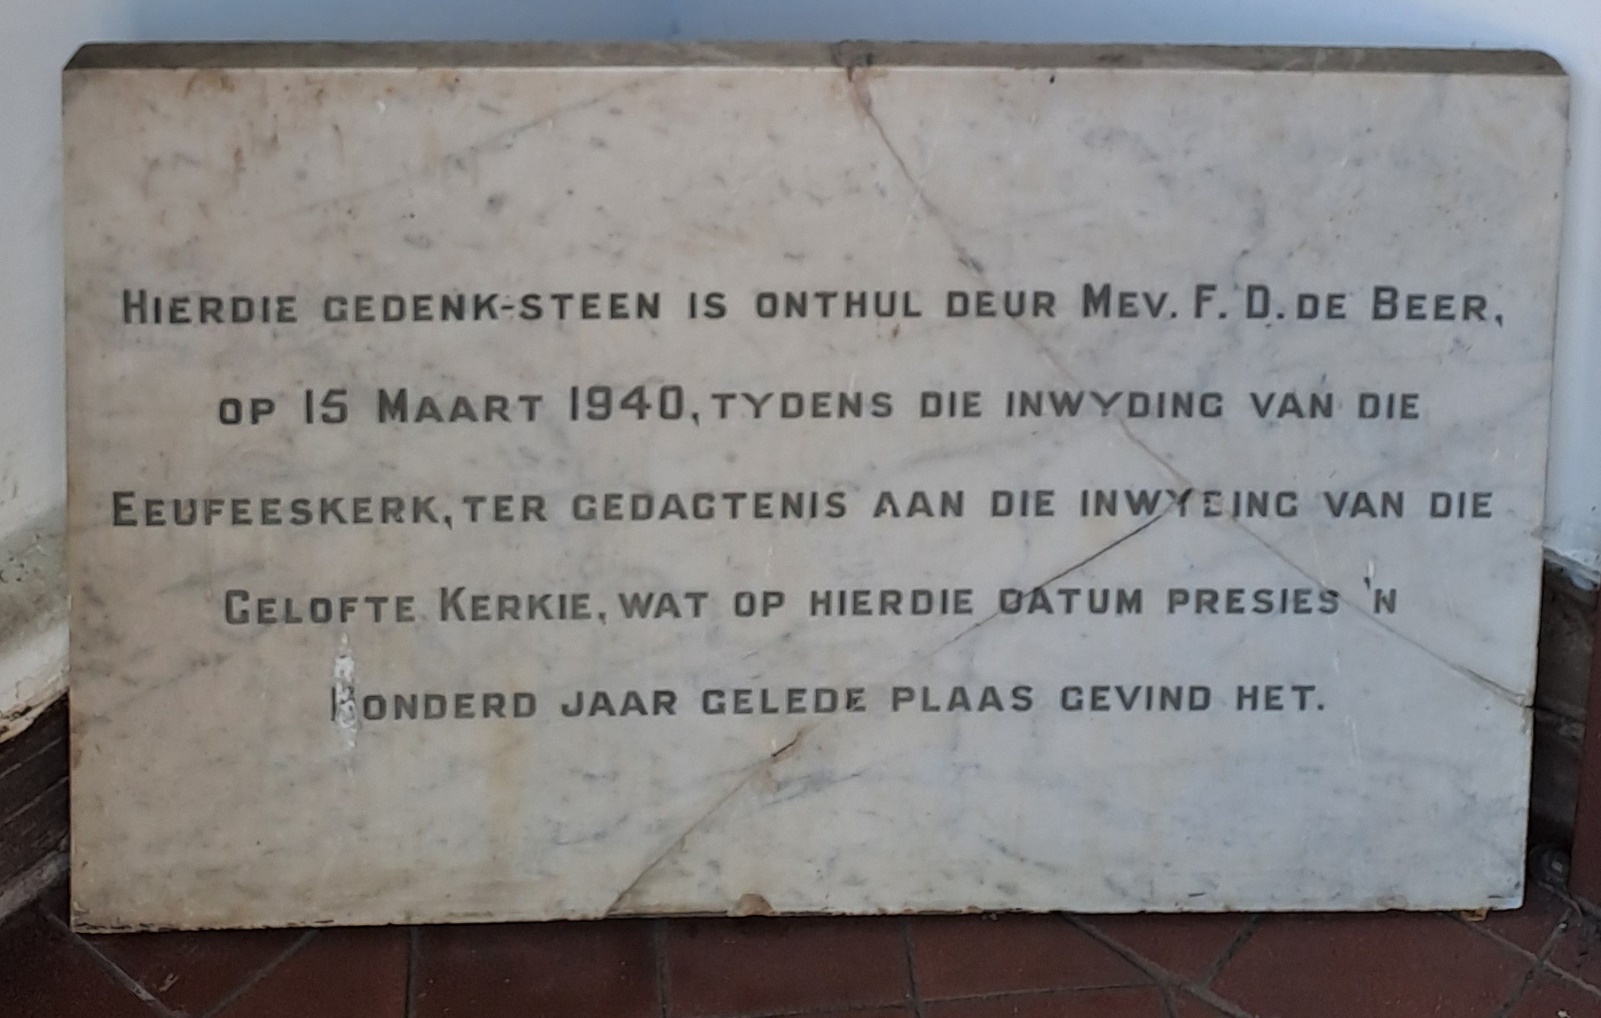 HIERDIE GEDENK-STEEN IS ONTHUL DEUR MEV. F. D. DE BEER,
OP 15 MAART 1940, TYDENS DIE INWYDING VAN DIE
EEUFEESKERK, TER GEDAGTENIS AAN DIE INWYDING VAN DIE
GELOFTE KERKIE, WAT OP HIERDIE DATUM PRESIES 'N
HONDERD JAAR GELEDE PLAAS GEVIND HET.